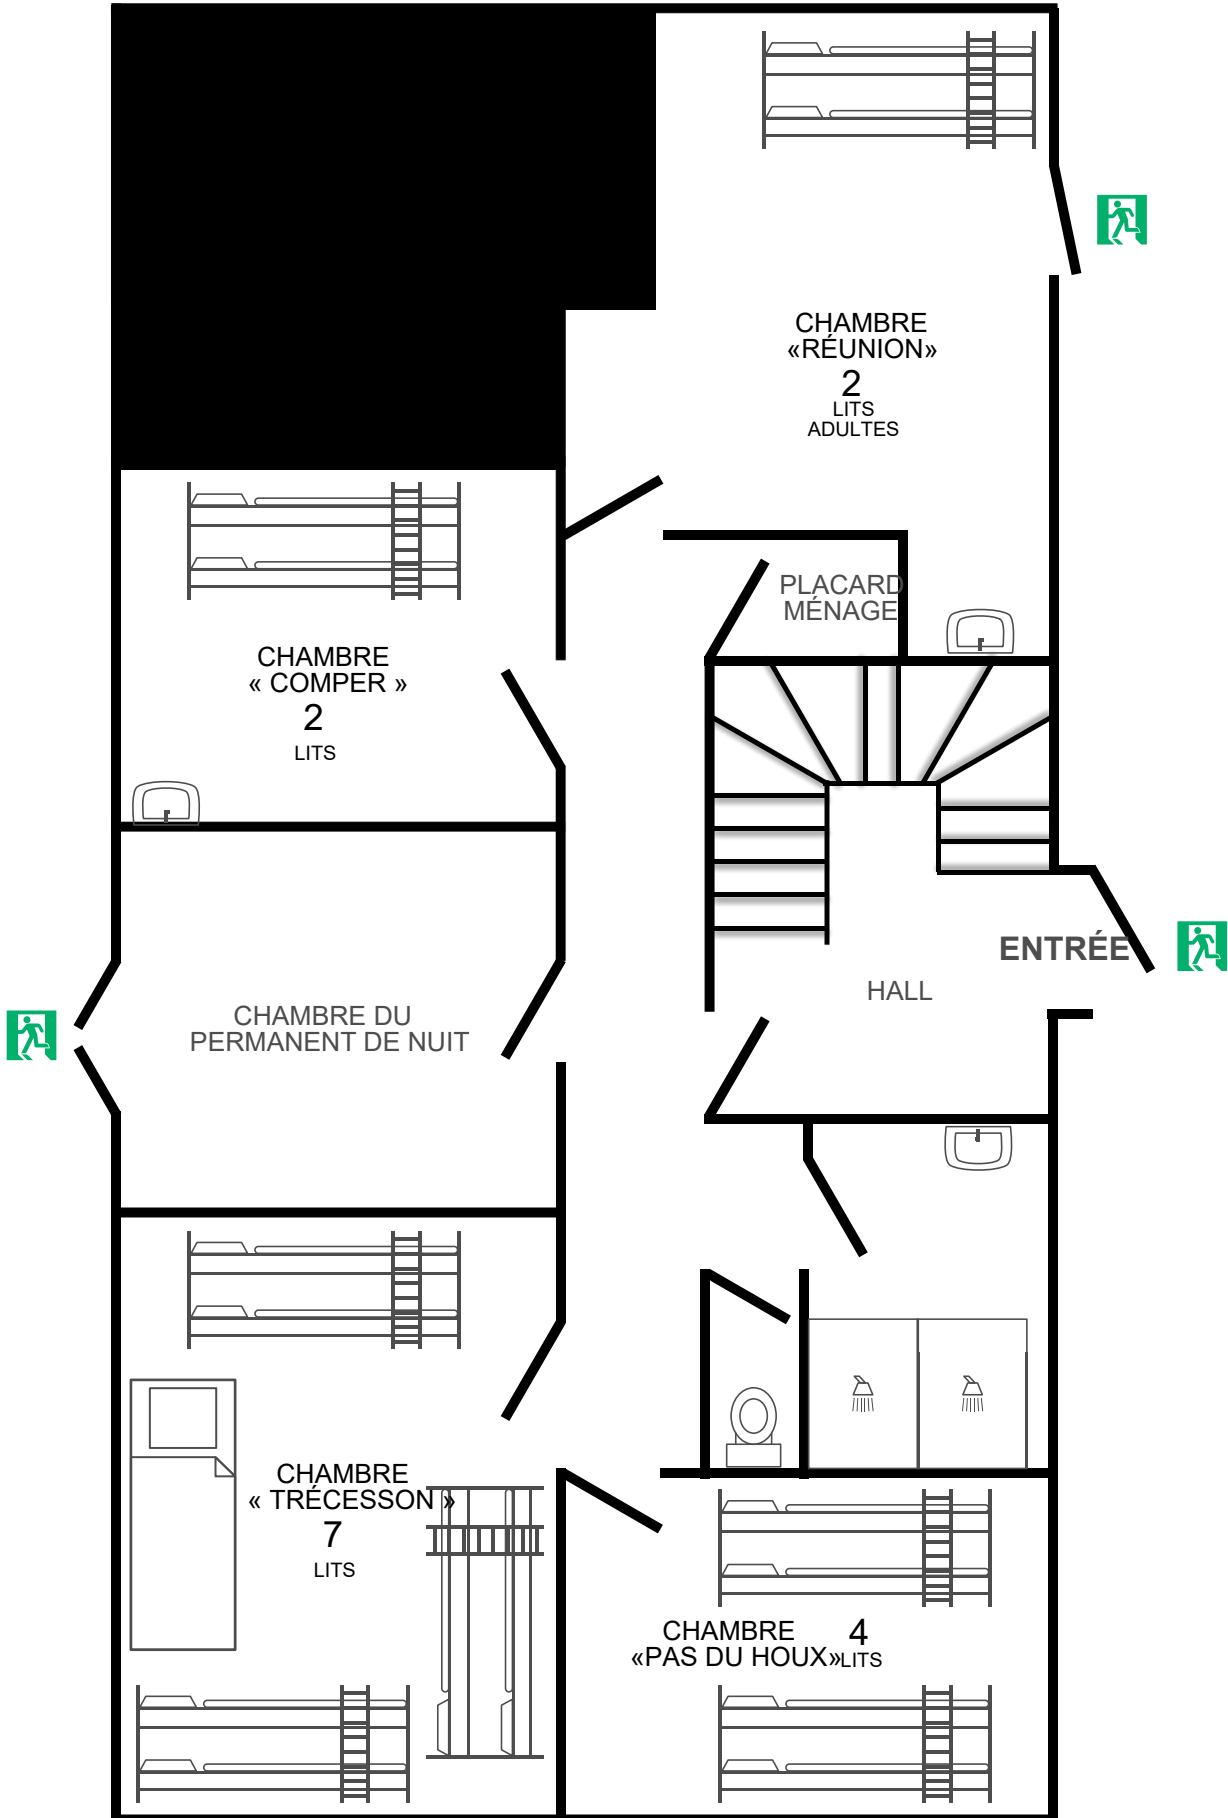 CHAMBRE
«RÉUNION»
2
LITS
ADULTES
PLACARD
MÉNAGE
CHAMBRE
« COMPER »
2
LITS
ENTRÉE
HALL
CHAMBRE DU
PERMANENT DE NUIT
CHAMBRE
« TRÉCESSON »
7
LITS
CHAMBRE 4
«PAS DU HOUX» LITS